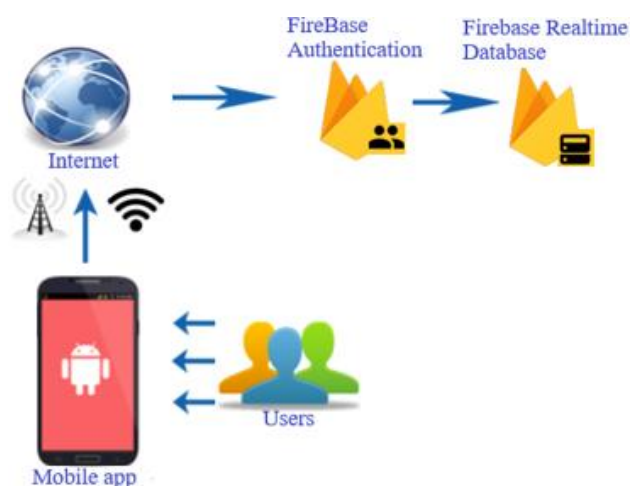 FireBase
Authentication
Firebase Realtime
Database
Internet
Users
Mobile app